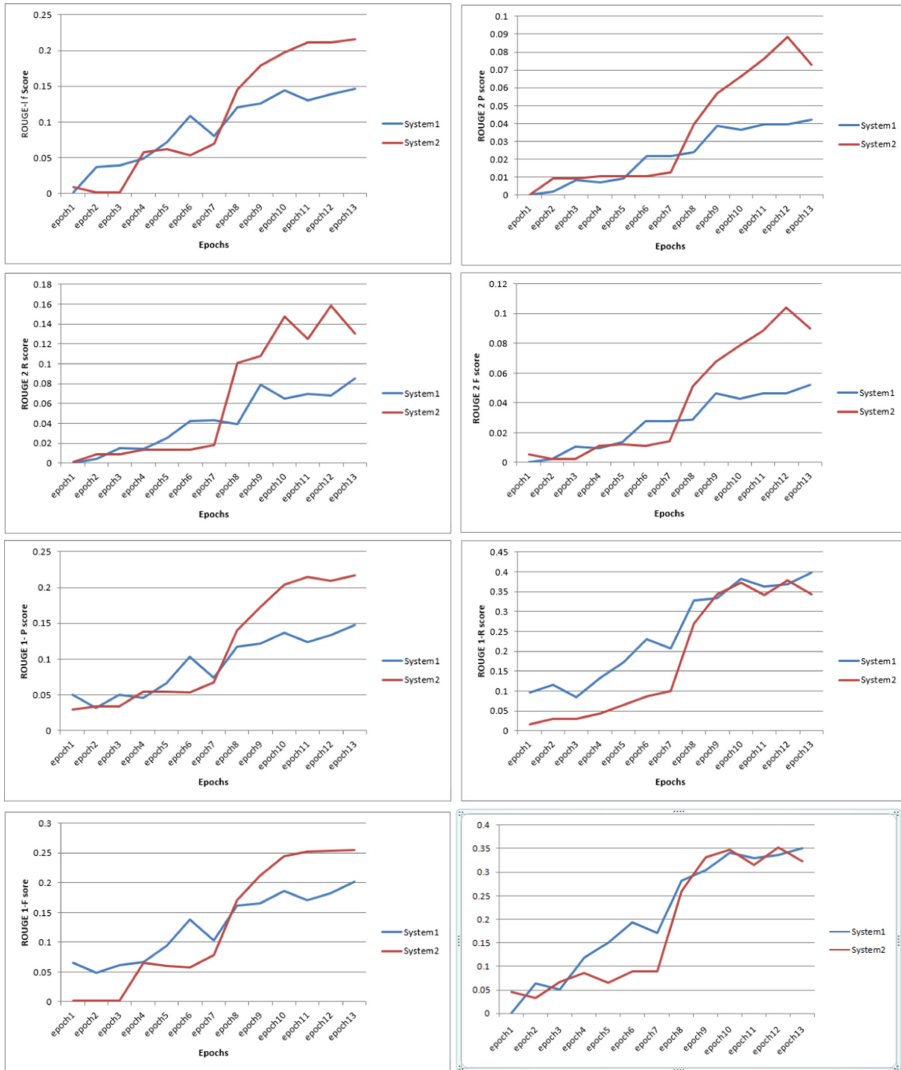 ROUGE-l f Score
0.25
0.2
0.15
0.1
0.05
0
epoch1
epoch2
epoch3
epoch4
epoch5
epoch6
epoch7
epoch8
epoch9
epoch10
epoch11
epoch12
epoch13
Epochs
System1
System2
ROUGE 2 P score
0.1
0.09
0.08
0.07
0.06
0.05
0.04
0.03
0.02
0.01
0
epoch1
epoch2
epoch3
epoch4
epoch5
epoch6
epoch7
epoch8
epoch9
epoch10
epoch11
epoch12
epoch13
Epochs
System1
System2
ROUGE 2 R score
0.18
0.16
0.14
0.12
0.1
0.08
0.06
0.04
0.02
0
epoch1
epoch2
epoch3
epoch4
epoch5
epoch6
epoch7
epoch8
epoch9
epoch10
epoch11
epoch12
epoch13
Epochs
System1
System2
ROUGE 2 F score
0.12
0.1
0.08
0.06
0.04
0.02
0
epoch1
epoch2
epoch3
epoch4
epoch5
epoch6
epoch7
epoch8
epoch9
epoch10
epoch11
epoch12
epoch13
Epochs
System1
System2
ROUGE 1- P score
0.25
0.2
0.15
0.1
0.05
0
epoch1
epoch2
epoch3
epoch4
epoch5
epoch6
epoch7
epoch8
epoch9
epoch10
epoch11
epoch12
epoch13
Epochs
System1
System2
ROUGE 1-R score
0.45
0.4
0.35
0.3
0.25
0.2
0.15
0.1
0.05
0
epoch1
epoch2
epoch3
epoch4
epoch5
epoch6
epoch7
epoch8
epoch9
epoch10
epoch11
epoch12
epoch13
Epochs
System1
System2
ROUGE 1-F score
0.3
0.25
0.2
0.15
0.1
0.05
0
epoch1
epoch2
epoch3
epoch4
epoch5
epoch6
epoch7
epoch8
epoch9
epoch10
epoch11
epoch12
epoch13
Epochs
System1
System2
0.4
0.35
0.3
0.25
0.2
0.15
0.1
0.05
0
epoch1
epoch2
epoch3
epoch4
epoch5
epoch6
epoch7
epoch8
epoch9
epoch10
epoch11
epoch12
epoch13
System1
System2